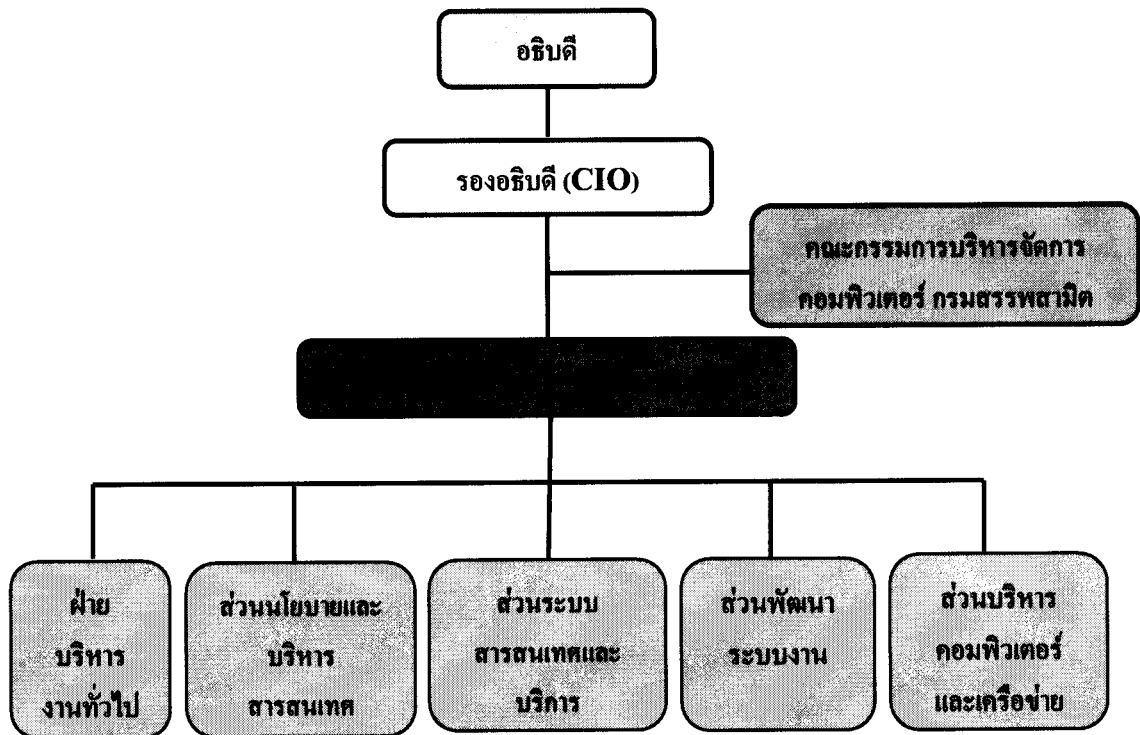 อธิบดี
รองอธิบดี (CIO)
คณะกรรมการบริหารจัดการ
คอมพิวเตอร์ กรมสรรพสามิต
ฝ่าย
บริหาร
งานทั่วไป
ส่วนนโยบายและ
บริหาร
สารสนเทศ
ส่วนระบบ
สารสนเทศและ
บริการ
ส่วนพัฒนา
ระบบงาน
ส่วนบริหาร
คอมพิวเตอร์
และเครือข่าย